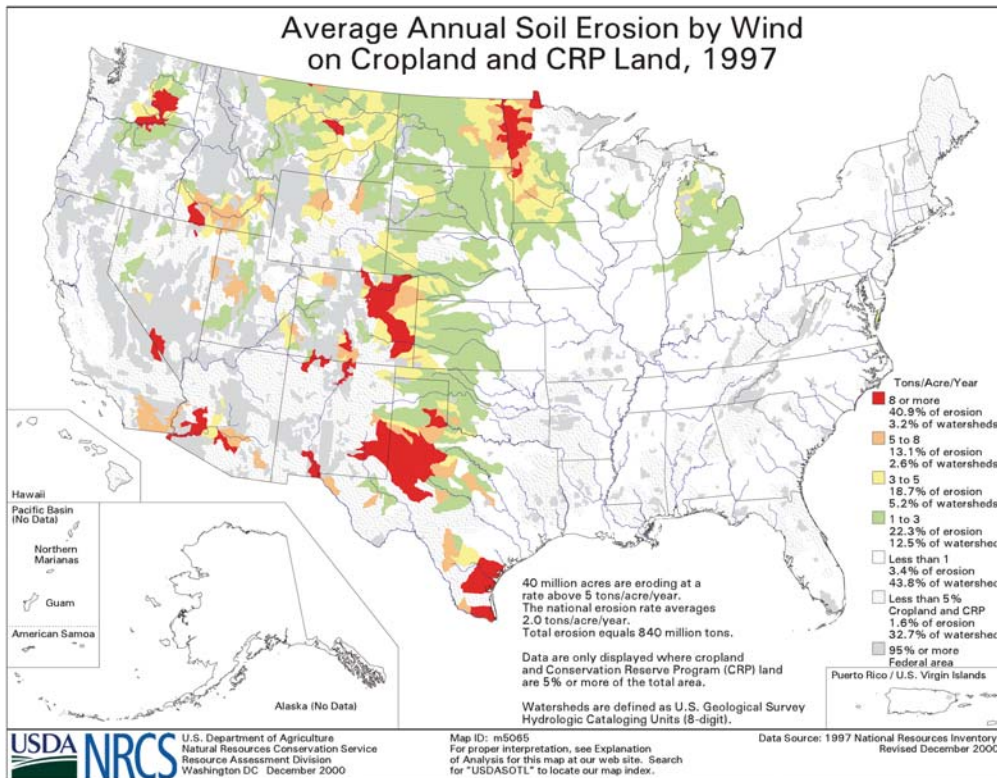 Average Annual Soil Erosion by Wind
on Cropland and CRP Land, 1997
Tons/Acre/Year
8 or more
40.9% of erosion
3.2% of watersheds
5 to 8
13.1% of erosion
2.6% of watersheds
3 to 5
18.7% of erosion
5.2% of watersheds
1 to 3
22.3% of erosion
12.5% of watersheds
Less than 1
3.4% of erosion
43.8% of watersheds
Less than 5%
Cropland and CRP
1.6% of erosion
32.7% of watersheds
95% or more
Federal area
Hawaii
Pacific Basin
(No Data)
Northern
Marianas
Guam
American Samoa
Alaska (No Data)
40 million acres are eroding at a
rate above 5 tons/acre/year.
The national erosion rate averages
2.0 tons/acre/year.
Total erosion equals 840 million tons.
Data are only displayed where cropland
and Conservation Reserve Program (CRP) land
are 5% or more of the total area.
Watersheds are defined as U.S. Geological Survey
Hydrologic Cataloging Units (8-digit).
Puerto Rico / U.S. Virgin Islands
USDA NRCS
U.S. Department of Agriculture
Natural Resources Conservation Service
Resource Assessment Division
Washington DC December 2000
Map ID: m5065
For proper interpretation, see Explanation
of Analysis for this map at our web site. Search
for "USDASOTL" to locate our map index.
Data Source: 1997 National Resources Inventory
Revised December 2000